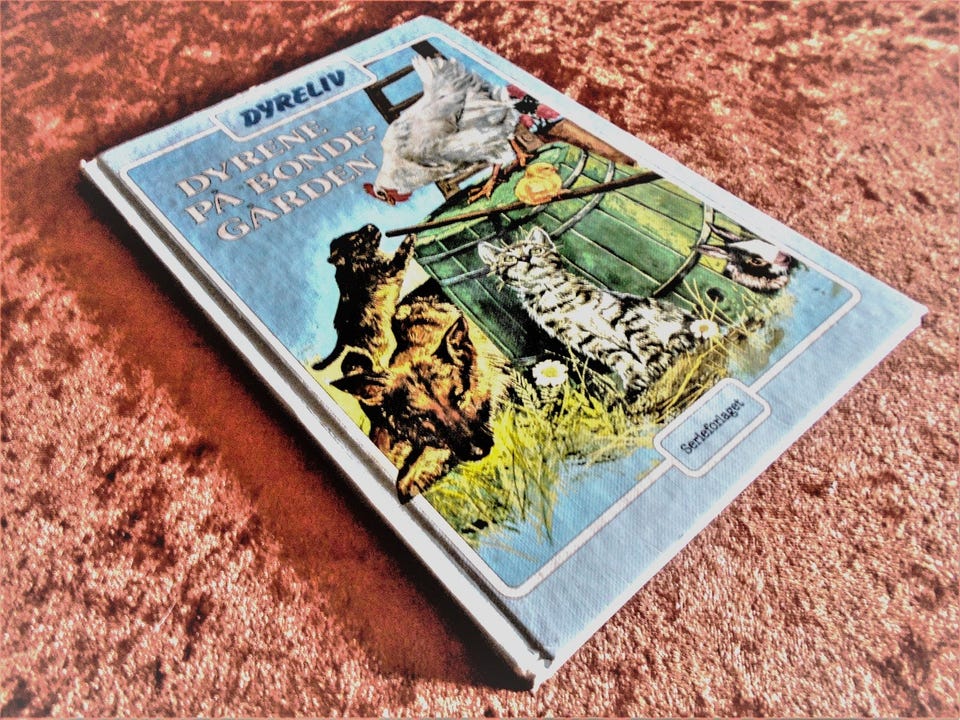 DYRELIV
DYRENE
PÅ BONDE-
GÅRDEN
Serieforlaget